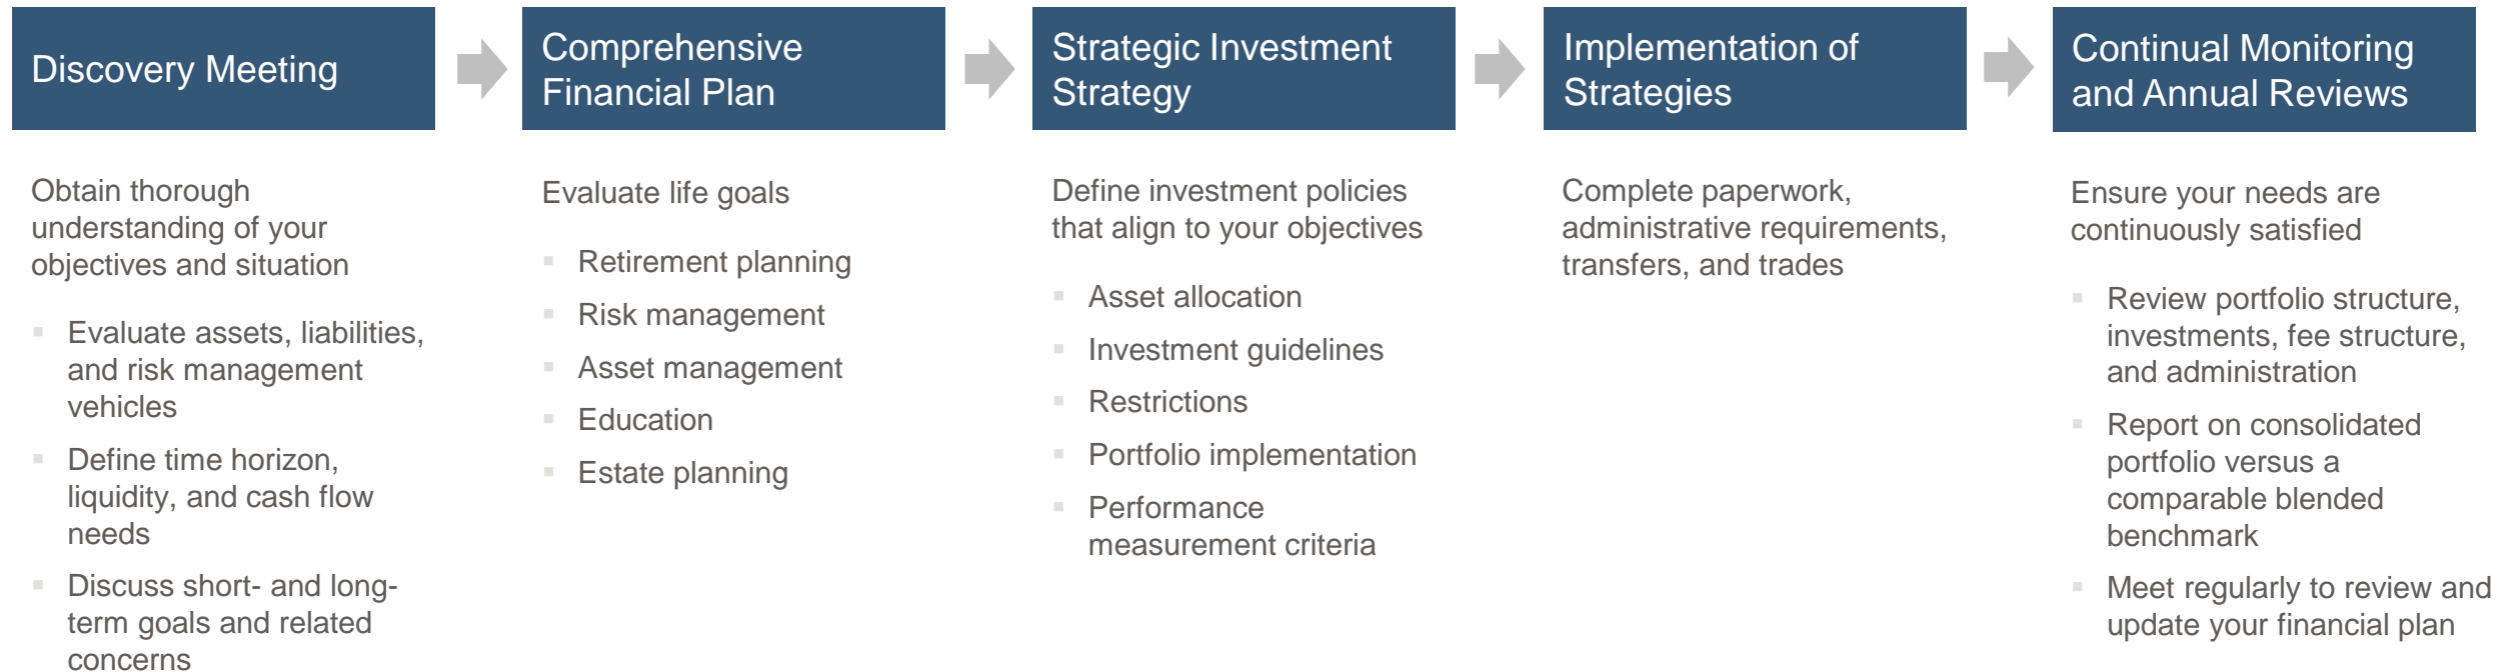 Discovery Meeting
Obtain thorough
understanding of your
objectives and situation
▪ Evaluate assets, liabilities,
and risk management
vehicles
▪ Define time horizon,
liquidity, and cash flow
needs
▪ Discuss short- and long-
term goals and related
concerns
Comprehensive
Financial Plan
Evaluate life goals
▪ Retirement planning
▪ Risk management
▪ Asset management
▪ Education
▪ Estate planning
Strategic Investment
Strategy
Define investment policies
that align to your objectives
▪ Asset allocation
▪ Investment guidelines
▪ Restrictions
▪ Portfolio implementation
▪ Performance
measurement criteria
Implementation of
Strategies
Complete paperwork,
administrative requirements,
transfers, and trades
Continual Monitoring
and Annual Reviews
Ensure your needs are
continuously satisfied
▪ Review portfolio structure,
investments, fee structure,
and administration
▪ Report on consolidated
portfolio versus a
comparable blended
benchmark
▪ Meet regularly to review and
update your financial plan